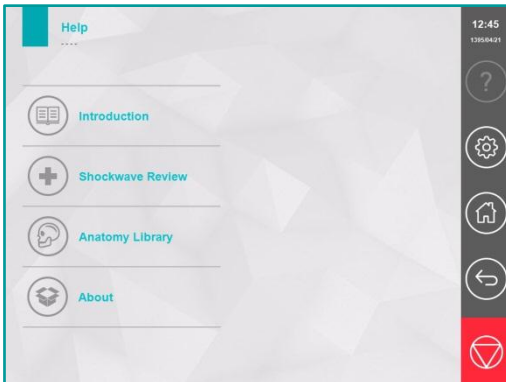 Help
12:45
1395/04/21
?
Introduction
Shockwave Review
Anatomy Library
About